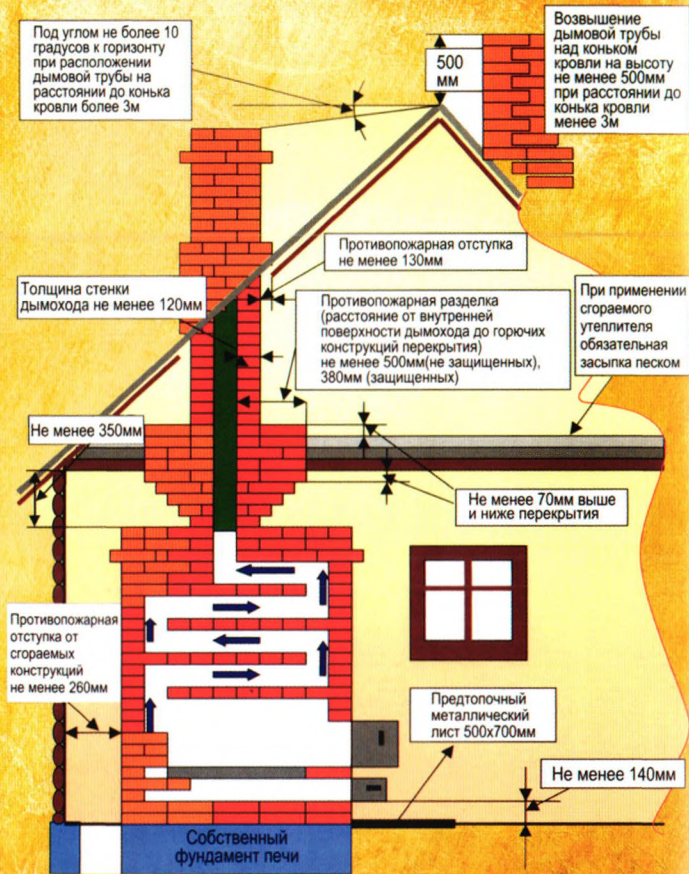 Под углом не более 10
градусов к горизонту
при расположении
дымовой трубы на
расстоянии до конька
кровли более 3м
500
мм
Возвышение
дымовой трубы
над коньком
кровли на высоту
не менее 500мм
при расстоянии до
конька кровли
менее 3м
Противопожарная отступка
не менее 130мм
Толщина стенки
дымохода не менее 120мм
Противопожарная разделка
(расстояние от внутренней
поверхности дымохода до горючих
конструкций перекрытия)
не менее 500мм(не защищенных),
380мм (защищенных)
При применении
сгораемого
утеплителя
обязательная
засыпка песком
Не менее 350мм
Не менее 70мм выше
и ниже перекрытия
Противопожарная
отступка от
сгораемых
конструкций
не менее 260мм
Предтопочный
металлический
лист 500х700мм
Не менее 140мм
Собственный
фундамент печи